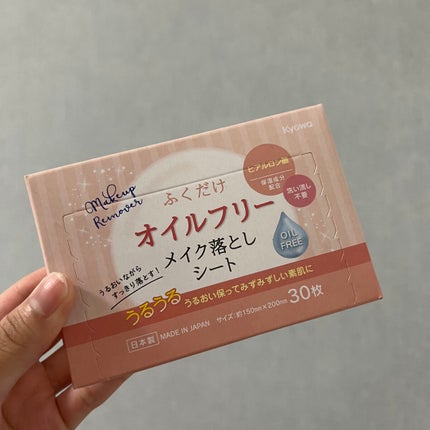 Kyowa
Makeup
Remover
ふくだけ
ヒアルロン酸
保湿成分
配合
洗い流し
不要
オイルフリー
メイク落とし
シート
OIL
FREE
うるおいながら
すっきり落とす!
うるうる うるおい保ってみずみずしい素肌に
日本製 MADE IN JAPAN サイズ:約150mm×200mm 30枚